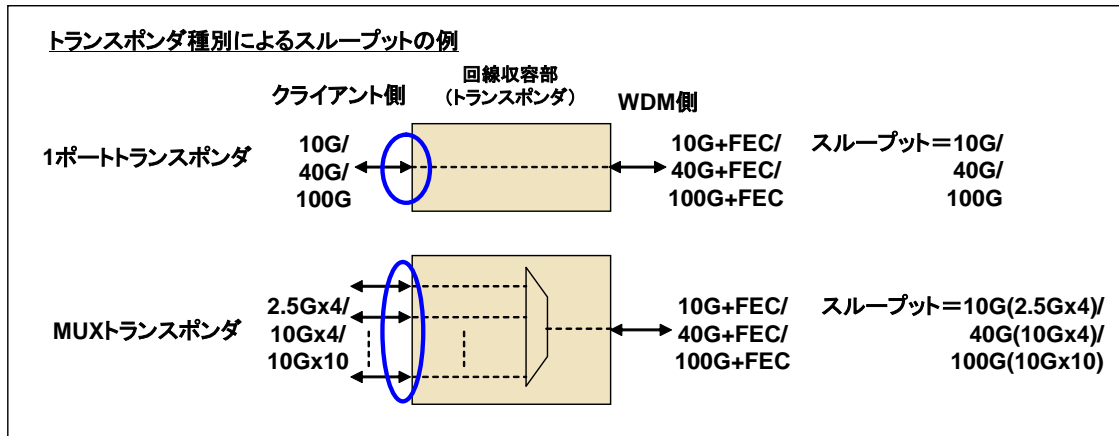 トランスポンダ種別によるスループットの例
クライアント側
回線収容部
（トランスポンダ）
WDM側
1ポートトランスポンダ
10G/
40G/
100G
10G+FEC/
40G+FEC/
100G+FEC
スループット＝10G/
40G/
100G
MUXトランスポンダ
2.5Gx4/
10Gx4/
10Gx10
10G+FEC/
40G+FEC/
100G+FEC
スループット＝10G(2.5Gx4)/
40G(10Gx4)/
100G(10Gx10)